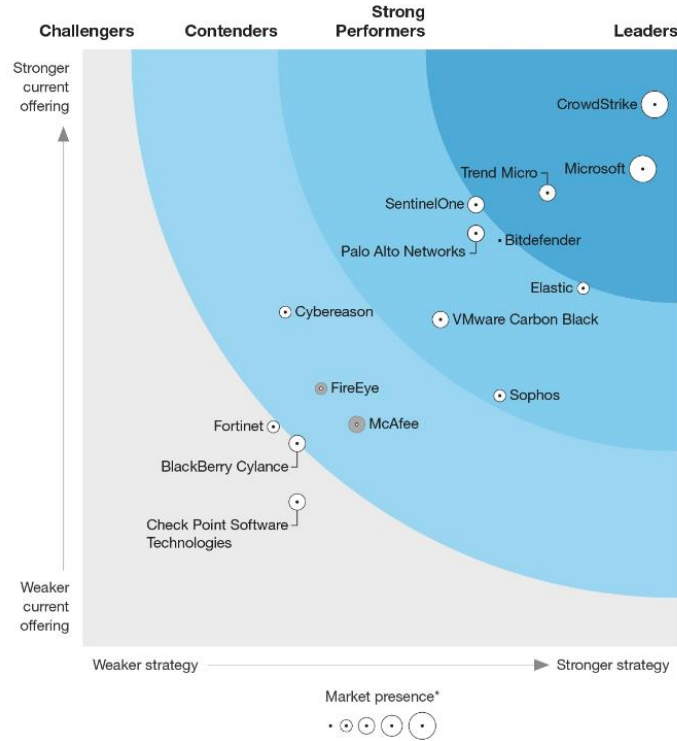 Challengers
Contenders
Strong
Performers
Leaders
Stronger
current
offering
CrowdStrike
Microsoft
Trend Micro
SentinelOne
Palo Alto Networks
Bitdefender
Elastic
Cybereason
VMware Carbon Black
FireEye
Sophos
Fortinet
McAfee
BlackBerry Cylance
Check Point Software
Technologies
Weaker
current
offering
Weaker strategy
Stronger strategy
Market presence*